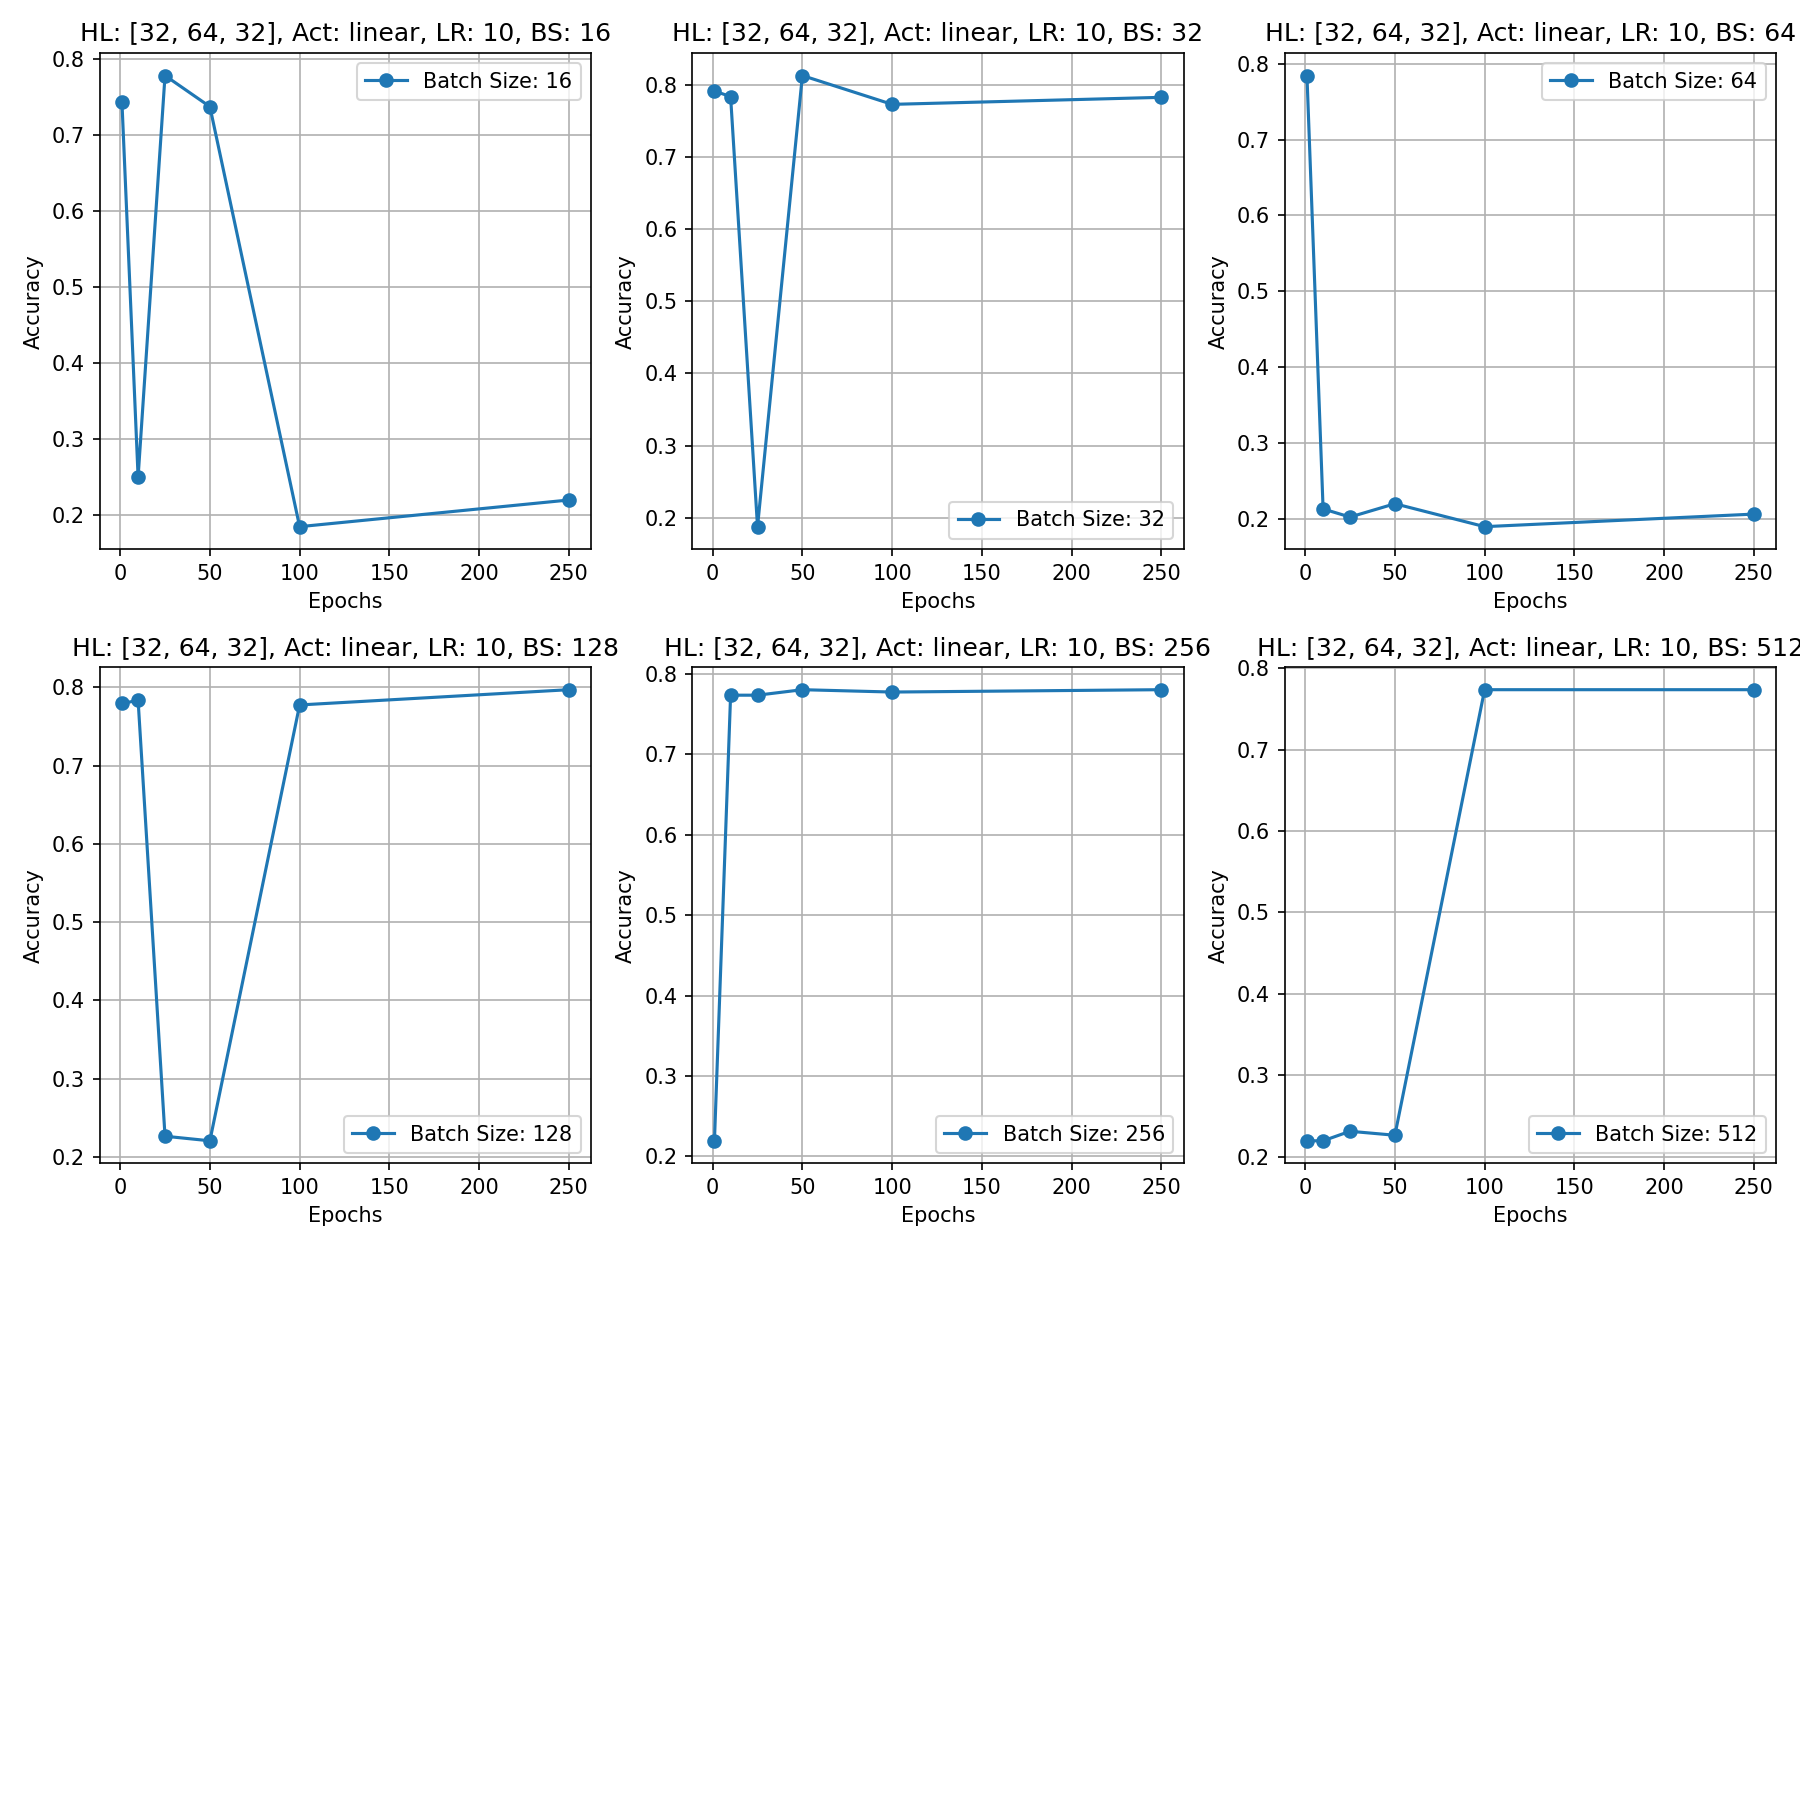 HL: [32, 64, 32], Act: linear, LR: 10, BS: 16
Batch Size: 16
Accuracy
0.8
0.7
0.6
0.5
0.4
0.3
0.2
0 50 100 150 200 250
Epochs
HL: [32, 64, 32], Act: linear, LR: 10, BS: 32
Batch Size: 32
Accuracy
0.8
0.7
0.6
0.5
0.4
0.3
0.2
0 50 100 150 200 250
Epochs
HL: [32, 64, 32], Act: linear, LR: 10, BS: 64
Batch Size: 64
Accuracy
0.8
0.7
0.6
0.5
0.4
0.3
0.2
0 50 100 150 200 250
Epochs
HL: [32, 64, 32], Act: linear, LR: 10, BS: 128
Batch Size: 128
Accuracy
0.8
0.7
0.6
0.5
0.4
0.3
0.2
0 50 100 150 200 250
Epochs
HL: [32, 64, 32], Act: linear, LR: 10, BS: 256
Batch Size: 256
Accuracy
0.8
0.7
0.6
0.5
0.4
0.3
0.2
0 50 100 150 200 250
Epochs
HL: [32, 64, 32], Act: linear, LR: 10, BS: 512
Batch Size: 512
Accuracy
0.8
0.7
0.6
0.5
0.4
0.3
0.2
0 50 100 150 200 250
Epochs